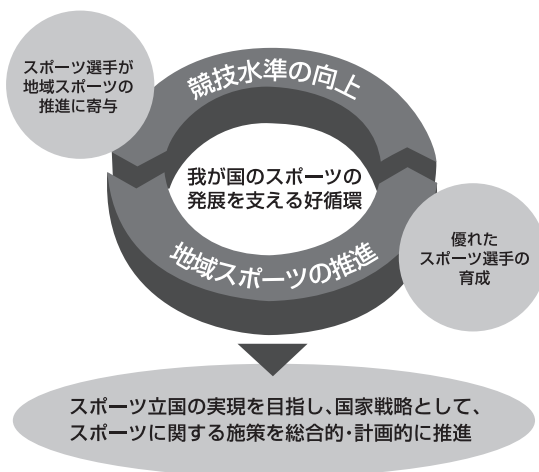 スポーツ選手が
地域スポーツの
推進に寄与
競技水準の向上
我が国のスポーツの
発展を支える好循環
地域スポーツの推進
優れた
スポーツ選手の
育成
スポーツ立国の実現を目指し、国家戦略として、
スポーツに関する施策を総合的・計画的に推進